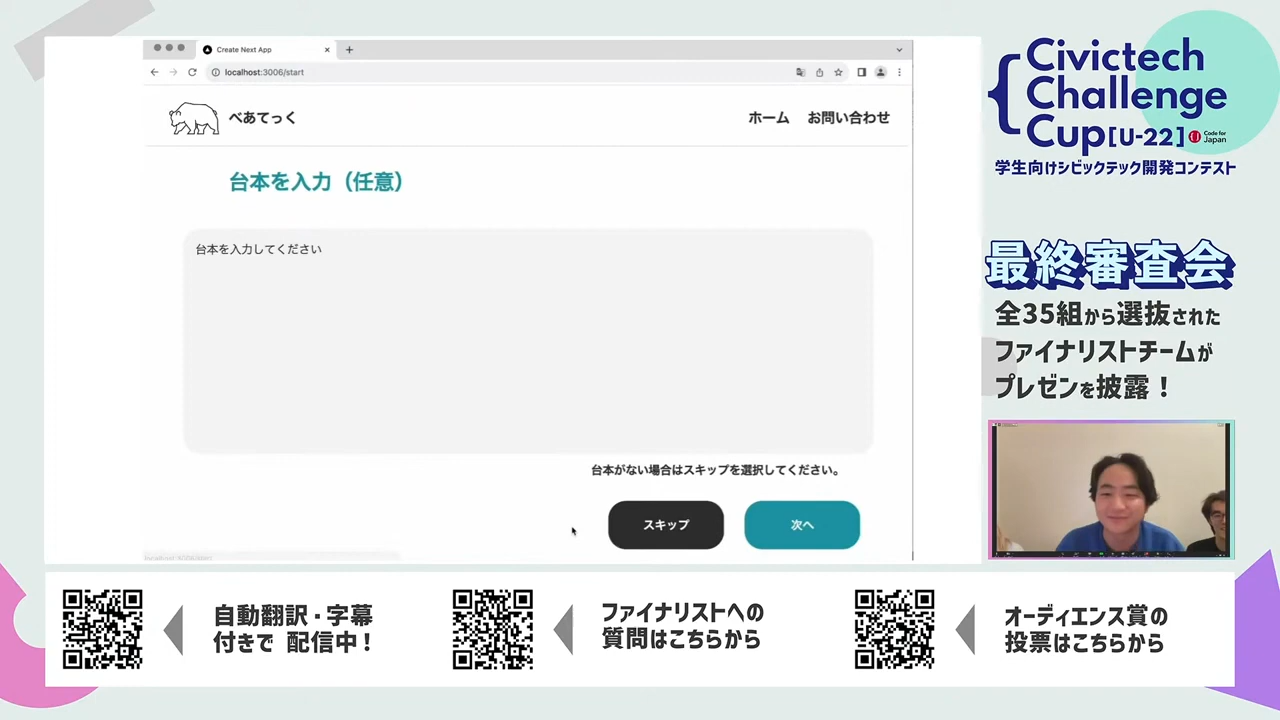 Create Next App
localhost:3006/start
べあてっく
ホーム
お問い合わせ
台本を入力（任意）
台本を入力してください
台本がない場合はスキップを選択してください。
スキップ
次へ
localhost:3006/start
Civictech
Challenge
Cup[U-22]
Code for
Japan
学生向けシビックテック開発コンテスト
最終審査会
全35組から選抜された
ファイナリストチームが
プレゼンを披露！
自動翻訳・字幕
付きで 配信中！
ファイナリストへの
質問はこちらから
オーディエンス賞の
投票はこちらから